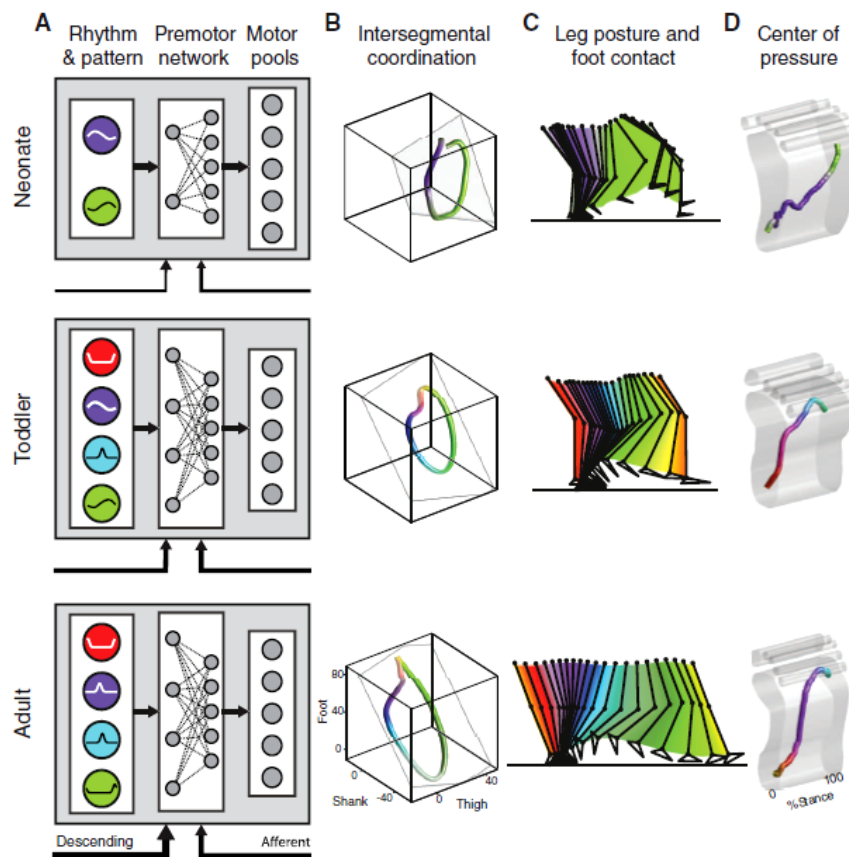 A Rhythm & pattern
Premotor network
Motor pools
B Intersegmental coordination
C Leg posture and foot contact
D Center of pressure
Neonate
Toddler
Adult
Descending
Afferent
Foot
80
40
0
Shank
0
-40
Thigh
0
40
0
100
%Stance